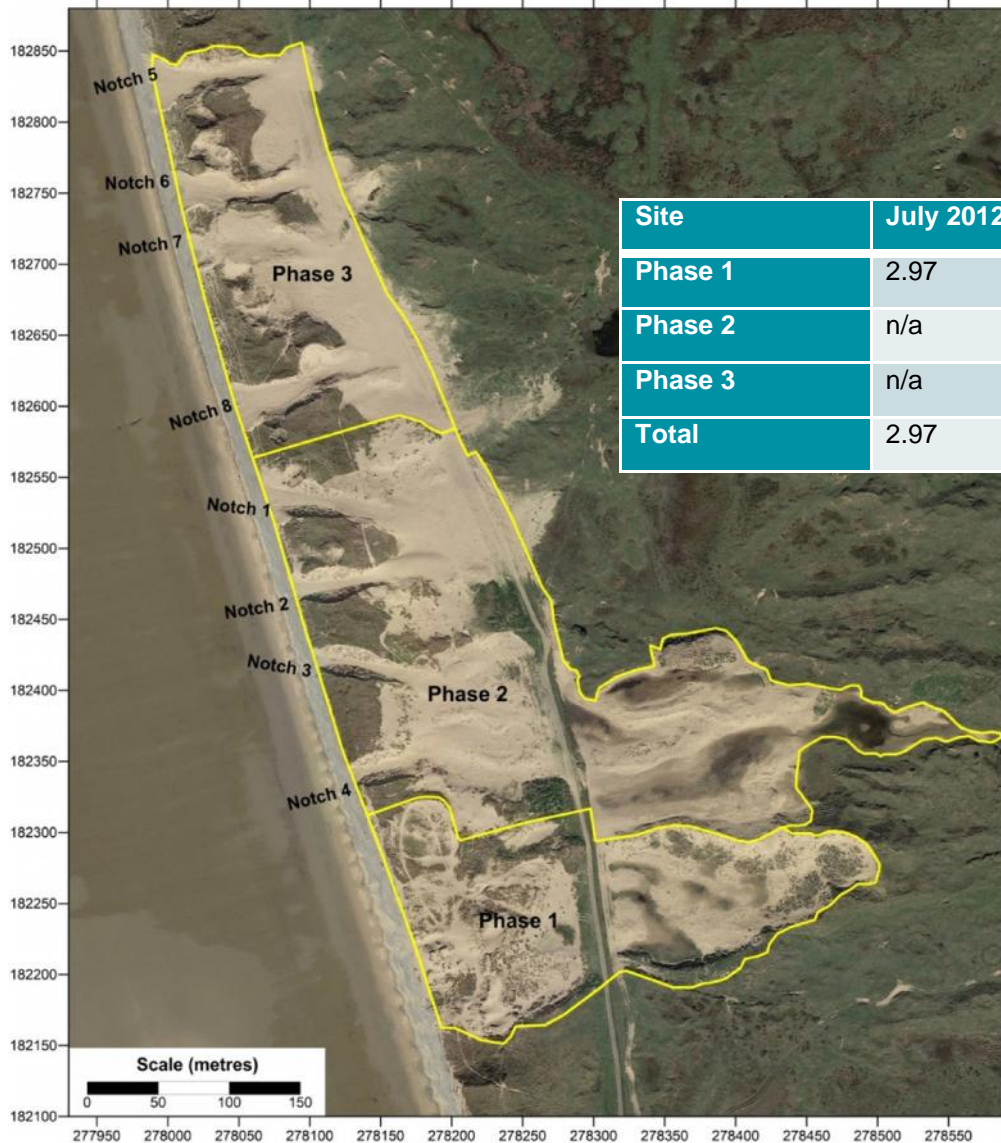 182850
Notch 5
182800
Notch 6
182750
Notch 7
182700
Phase 3
182650
Notch 8
182600
182550
Notch 1
182500
Notch 2
182450
Notch 3
182400
Phase 2
182350
Notch 4
182300
182250
Phase 1
182200
182150
182100
Scale (metres)
0 50 100 150
277950 278000 278050 278100 278150 278200 278250 278300 278350 278400 278450 278500 278550
Site July 2012
Phase 1 2.97
Phase 2 n/a
Phase 3 n/a
Total 2.97